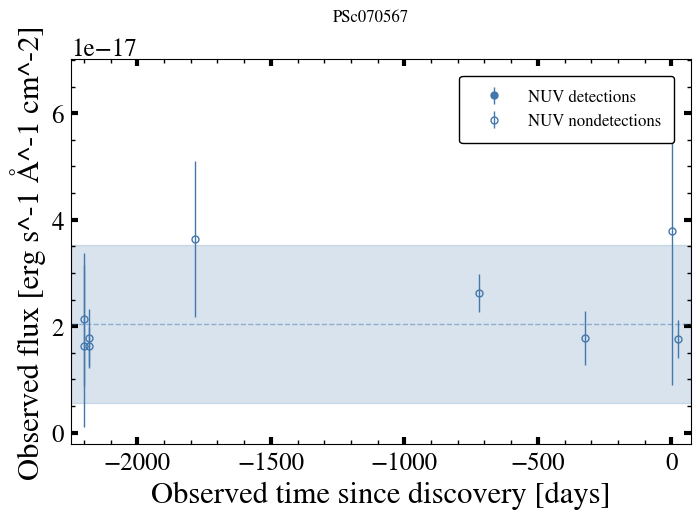 PSc070567
1e−17
NUV detections
NUV nondetections
6
4
2
0
Observed flux [erg s^-1 Å^-1 cm^-2]
−2000
−1500
−1000
−500
0
Observed time since discovery [days]